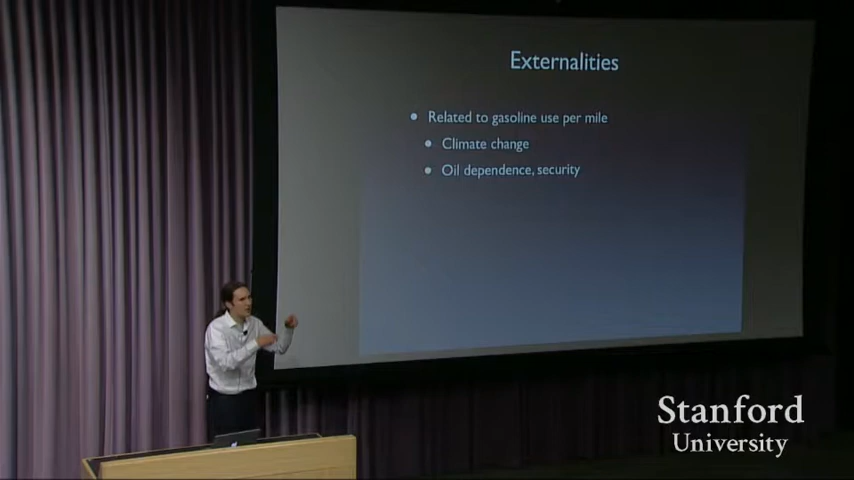 Externalities
Related to gasoline use per mile
Climate change
Oil dependence, security
Stanford
University